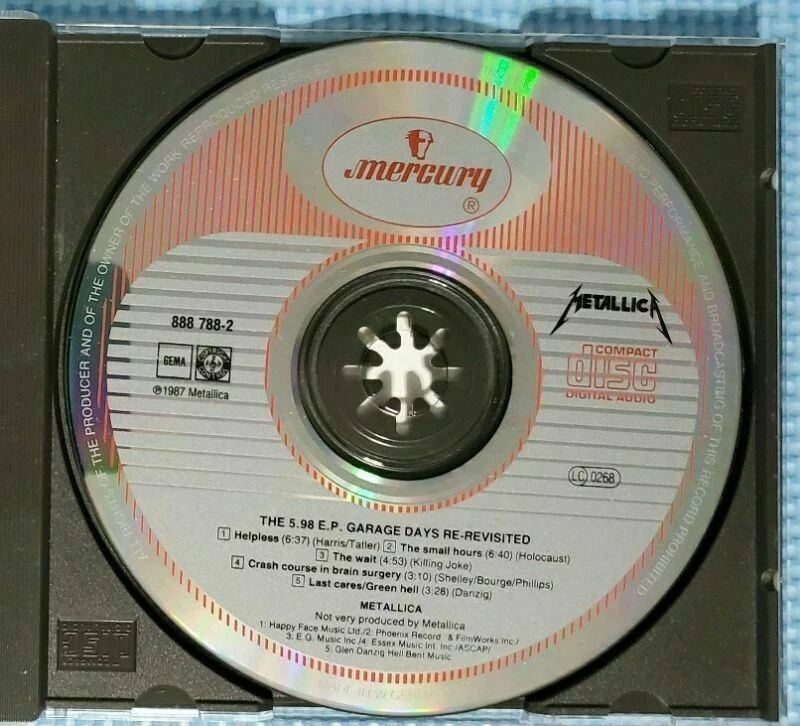 mercury
®
ALL RIGHTS OF THE PRODUCER AND OF THE OWNER OF THE WORK REPRODUCED RESERVED
PUBLIC PERFORMANCE AND BROADCASTING OF THIS RECORD PROHIBITED
888 788-2
METALLICA
GEMA
℗1987 Metallica
COMPACT
disc
DIGITAL AUDIO
LC 0268
THE 5.98 E.P. GARAGE DAYS RE-REVISITED
1 Helpless (6:37) (Harris/Taller) 2 The small hours (6:40) (Holocaust)
3 The wait (4:53) (Killing Joke)
4 Crash course in brain surgery (3:10) (Shelley/Bourge/Phillips)
5 Last cares/Green hell (3:28) (Danzig)
METALLICA
Not very produced by Metallica
1: Happy Face Music Ltd./2: Phoenix Record & FilmWorks Inc./
3: E.G. Music Inc./4: Essex Music Int. Inc./ASCAP/
5: Glen Danzig Hell Bent Music
MADE IN W. GERMANY